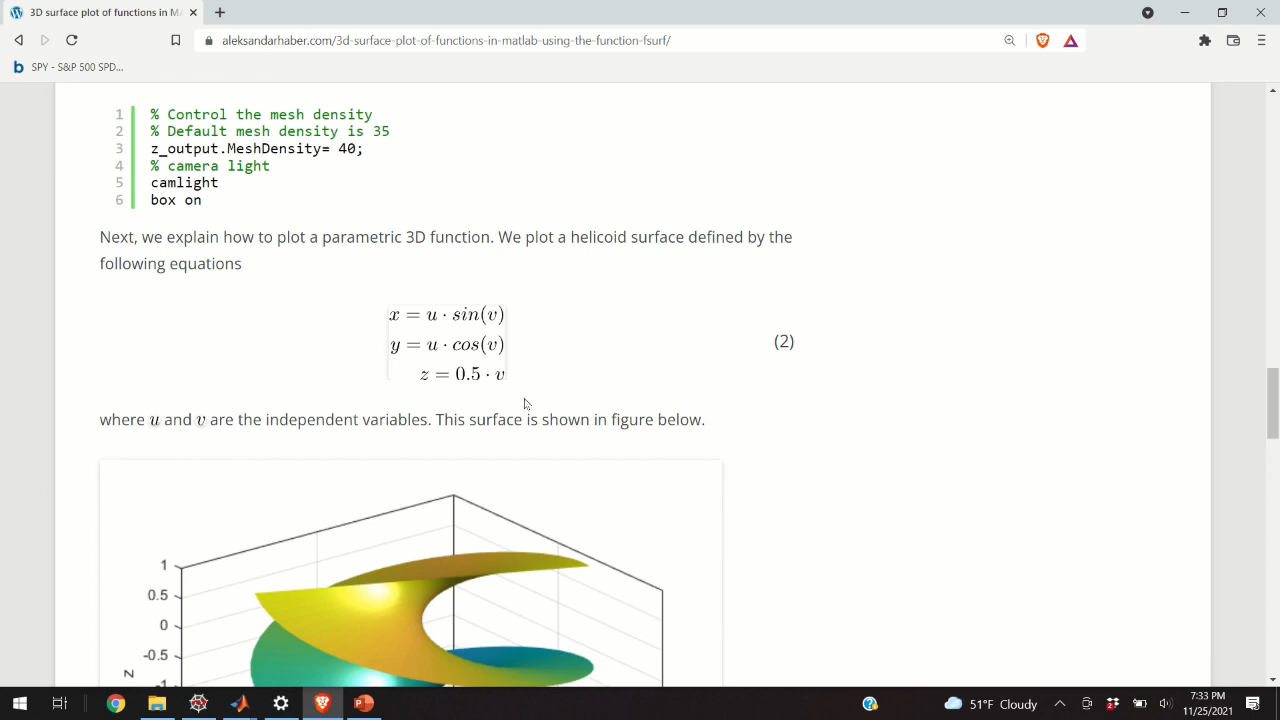 3D surface plot of functions in MA
aleksandarhaber.com/3d-surface-plot-of-functions-in-matlab-using-the-function-fsurf/
b SPY - S&P 500 SPD...
1 % Control the mesh density
2 % Default mesh density is 35
3 z_output.MeshDensity= 40;
4 % camera light
5 camlight
6 box on
Next, we explain how to plot a parametric 3D function. We plot a helicoid surface defined by the
following equations
x = u · sin(v)
y = u · cos(v) (2)
z = 0.5 · v
where u and v are the independent variables. This surface is shown in figure below.
1
0.5
0
-0.5
-1
z
51°F Cloudy
7:33 PM
11/25/2021